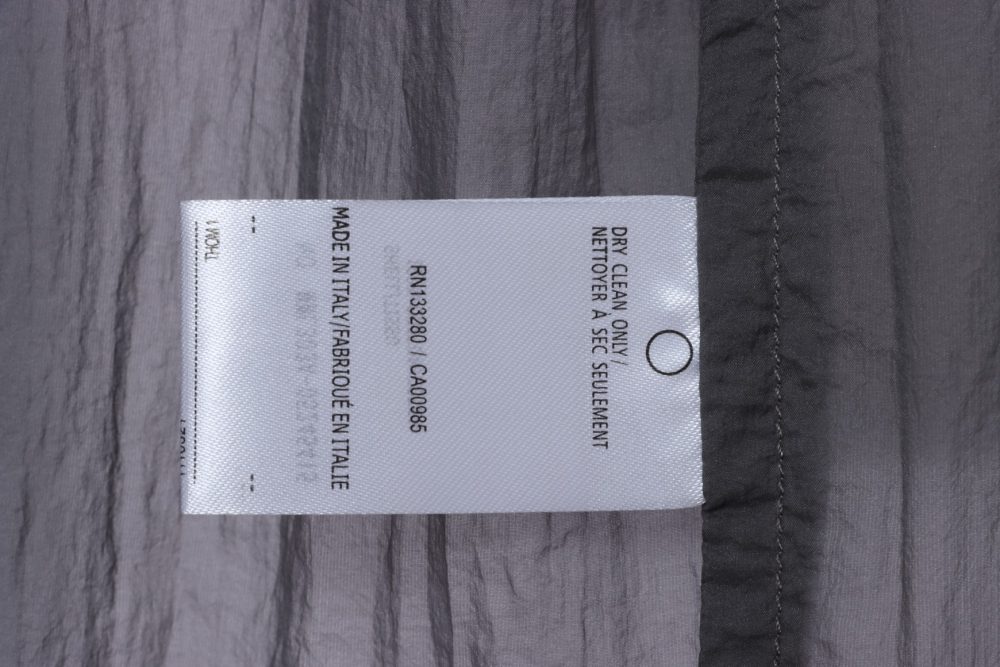 DRY CLEAN ONLY /
NETTOYER À SEC SEULEMENT
RN133280 / CA00985
MADE IN ITALY/FABRIQUÉ EN ITALIE